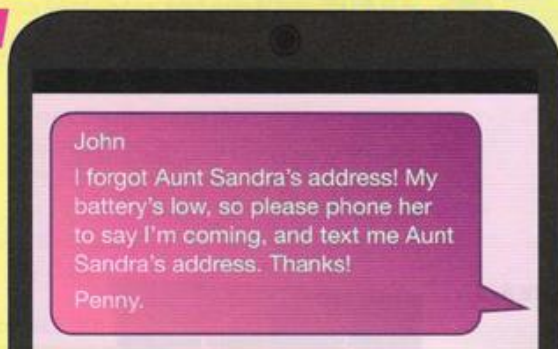 John
I forgot Aunt Sandra's address! My
battery's low, so please phone her
to say I'm coming, and text me Aunt
Sandra's address. Thanks!
Penny.